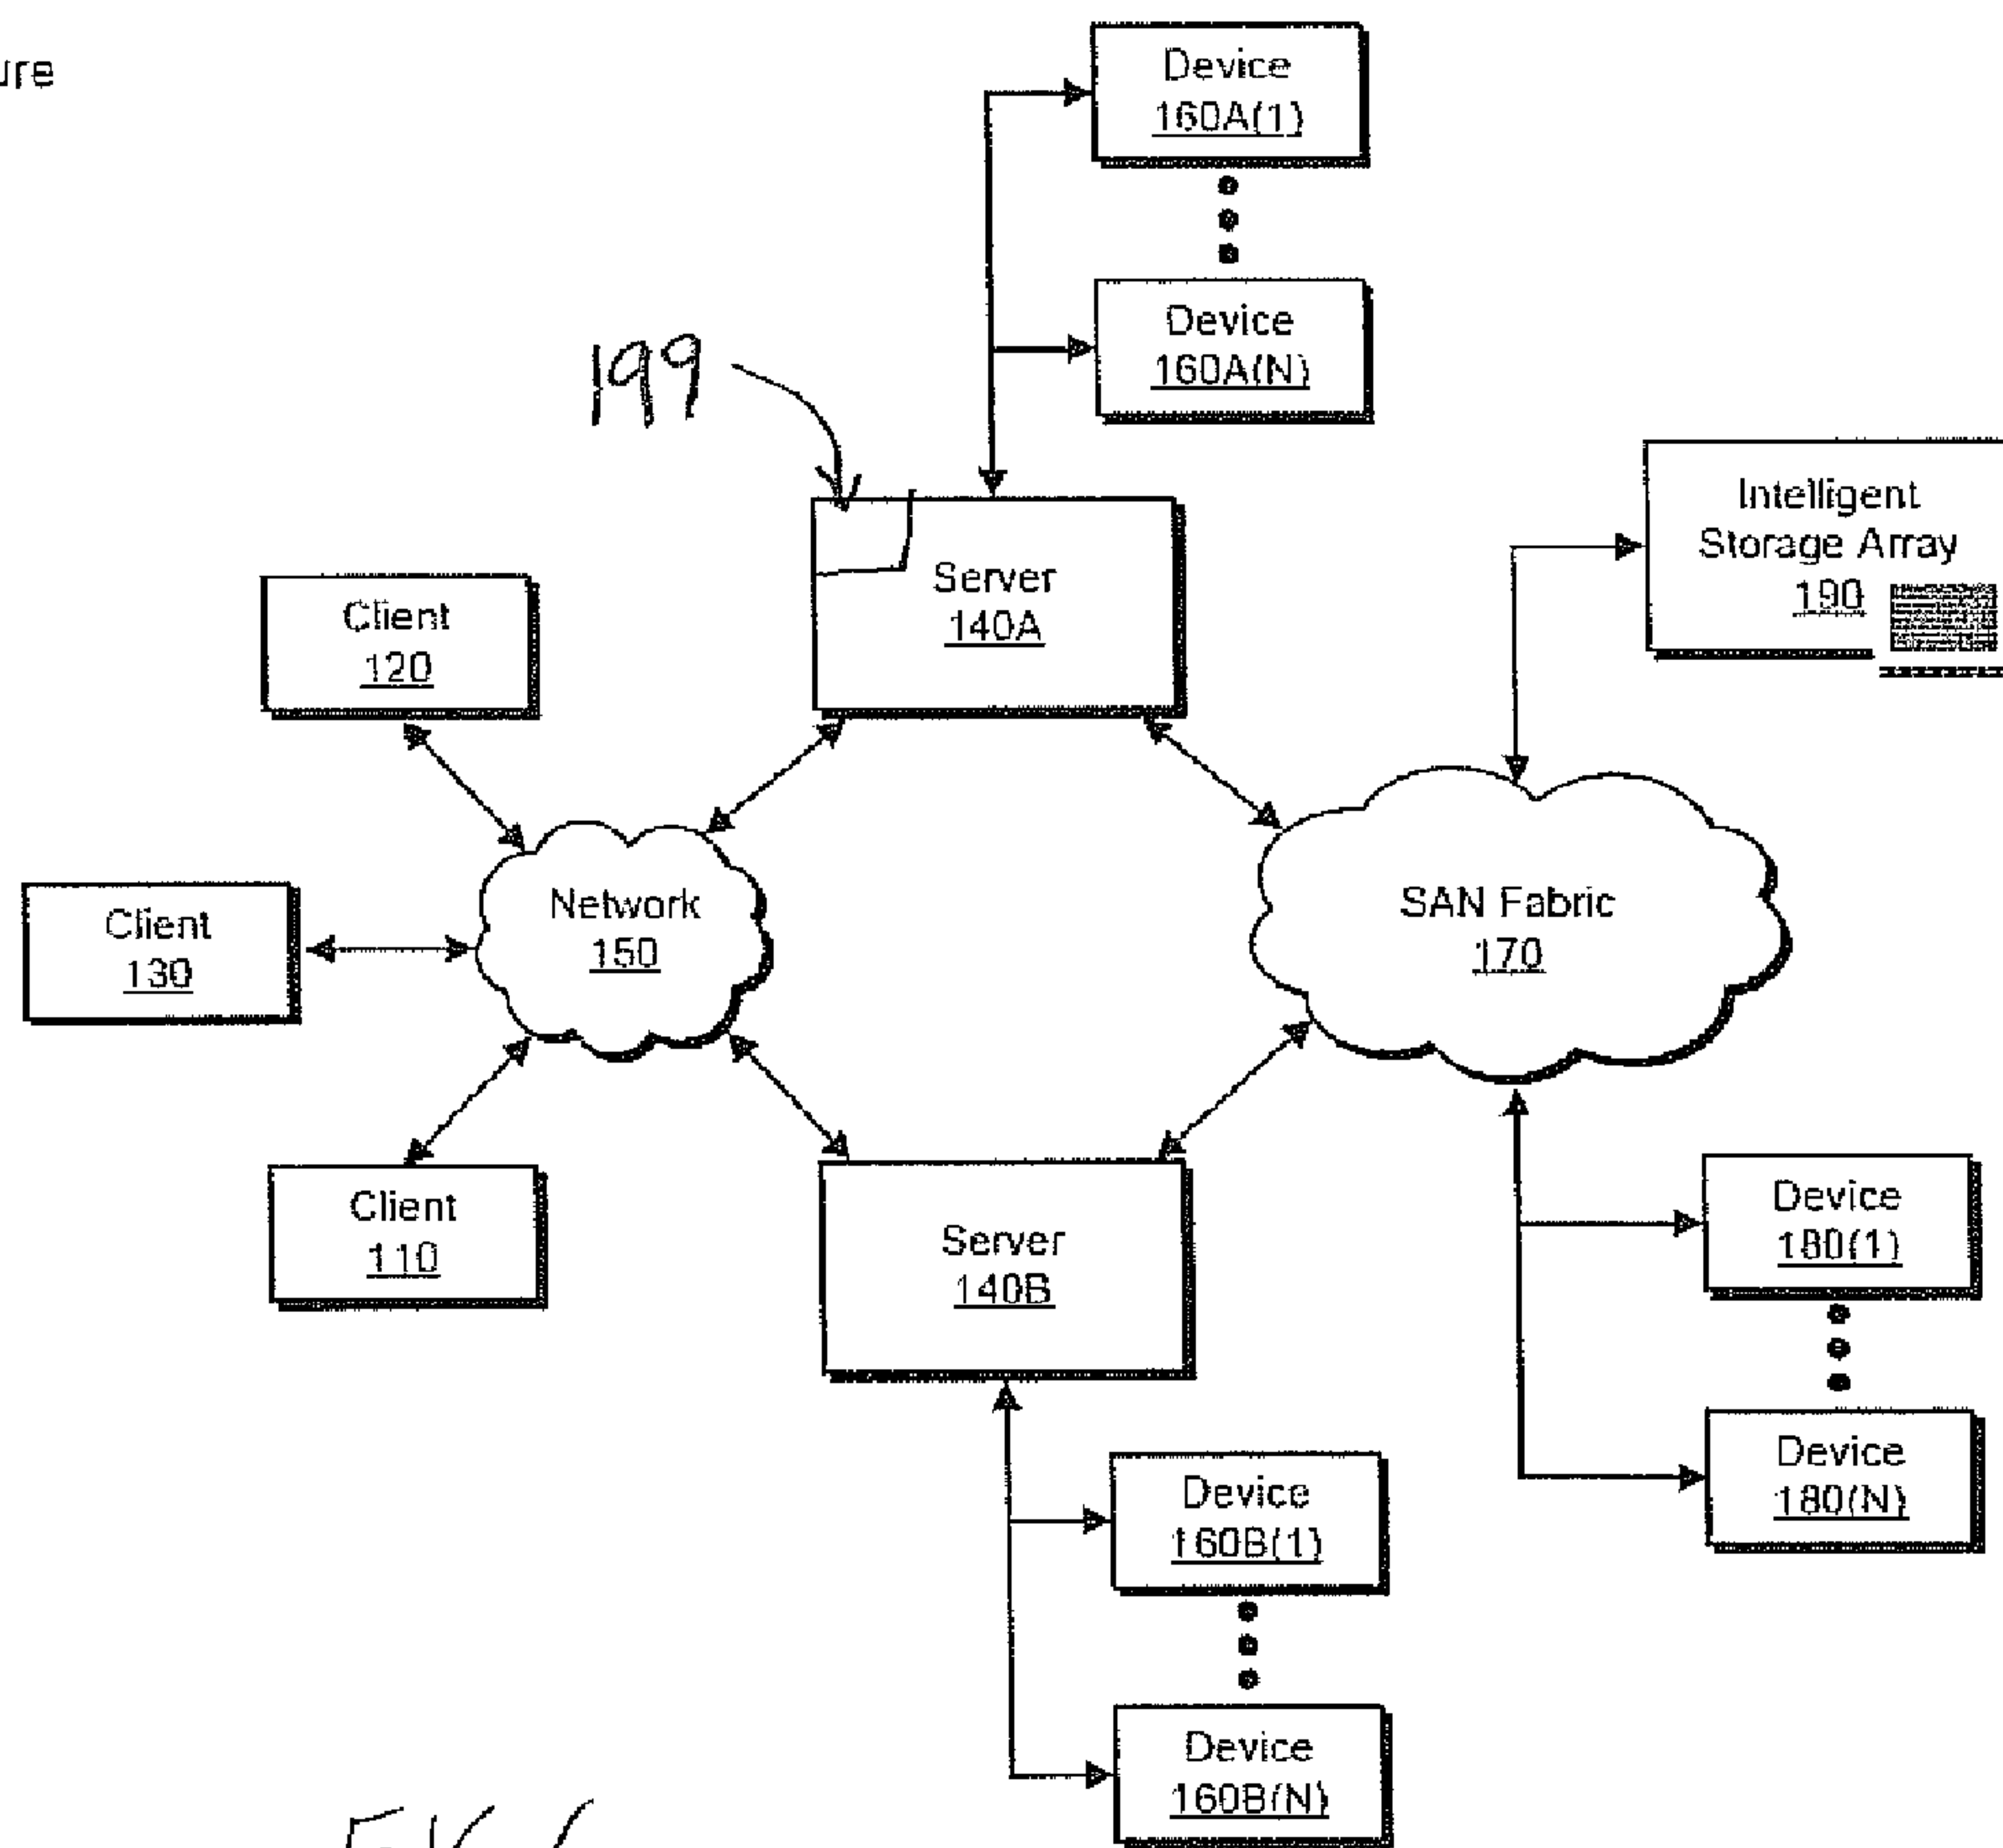 ure
Device
160A(1)
Device
160A(N)
199
Intelligent
Storage Array
190
Server
140A
Client
120
Network
150
SAN Fabric
170
Client
130
Client
110
Server
140B
Device
180(1)
Device
180(N)
Device
160B(1)
Device
160B(N)